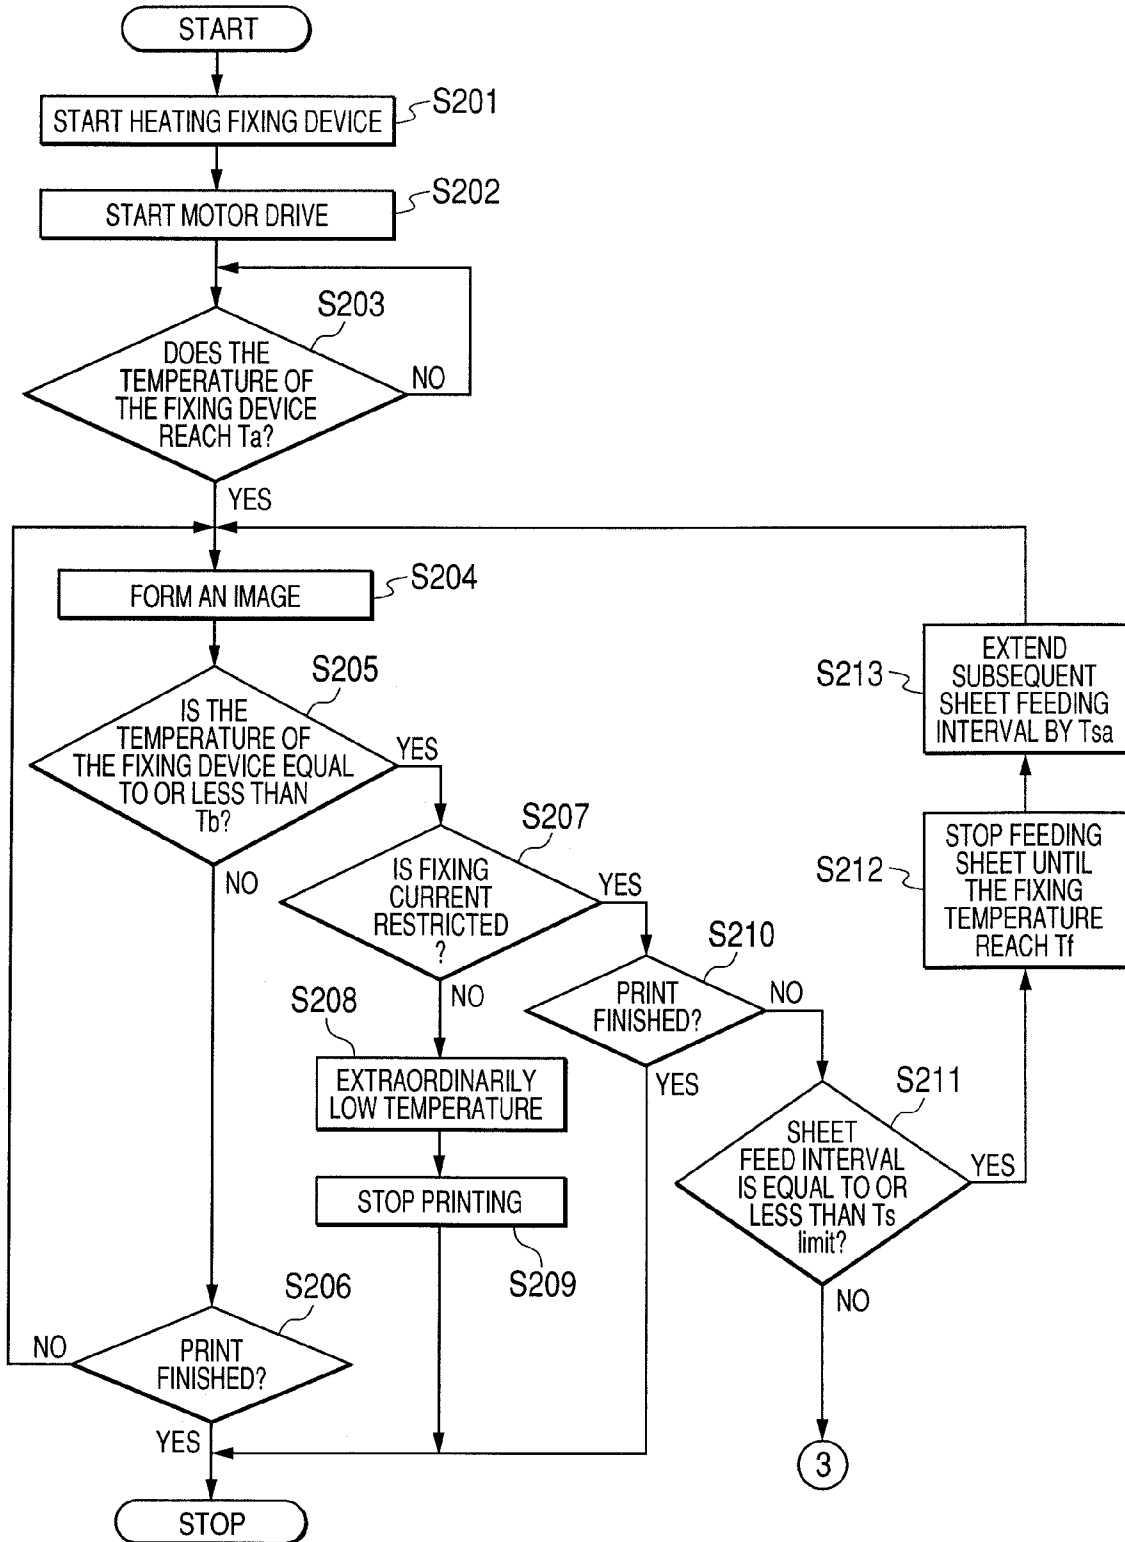 START
START HEATING FIXING DEVICE
S201
START MOTOR DRIVE
S202
S203
DOES THE
TEMPERATURE OF
THE FIXING DEVICE
REACH Ta?
NO
YES
FORM AN IMAGE
S204
S205
IS THE
TEMPERATURE OF
THE FIXING DEVICE EQUAL
TO OR LESS THAN
Tb?
YES
NO
S207
IS FIXING
CURRENT
RESTRICTED
?
YES
NO
S208
EXTRAORDINARILY
LOW TEMPERATURE
STOP PRINTING
S209
S210
PRINT
FINISHED?
NO
YES
S211
SHEET
FEED INTERVAL
IS EQUAL TO OR
LESS THAN Ts
limit?
YES
NO
3
S212
STOP FEEDING
SHEET UNTIL
THE FIXING
TEMPERATURE
REACH Tf
S213
EXTEND
SUBSEQUENT
SHEET FEEDING
INTERVAL BY Tsa
S206
PRINT
FINISHED?
NO
YES
STOP